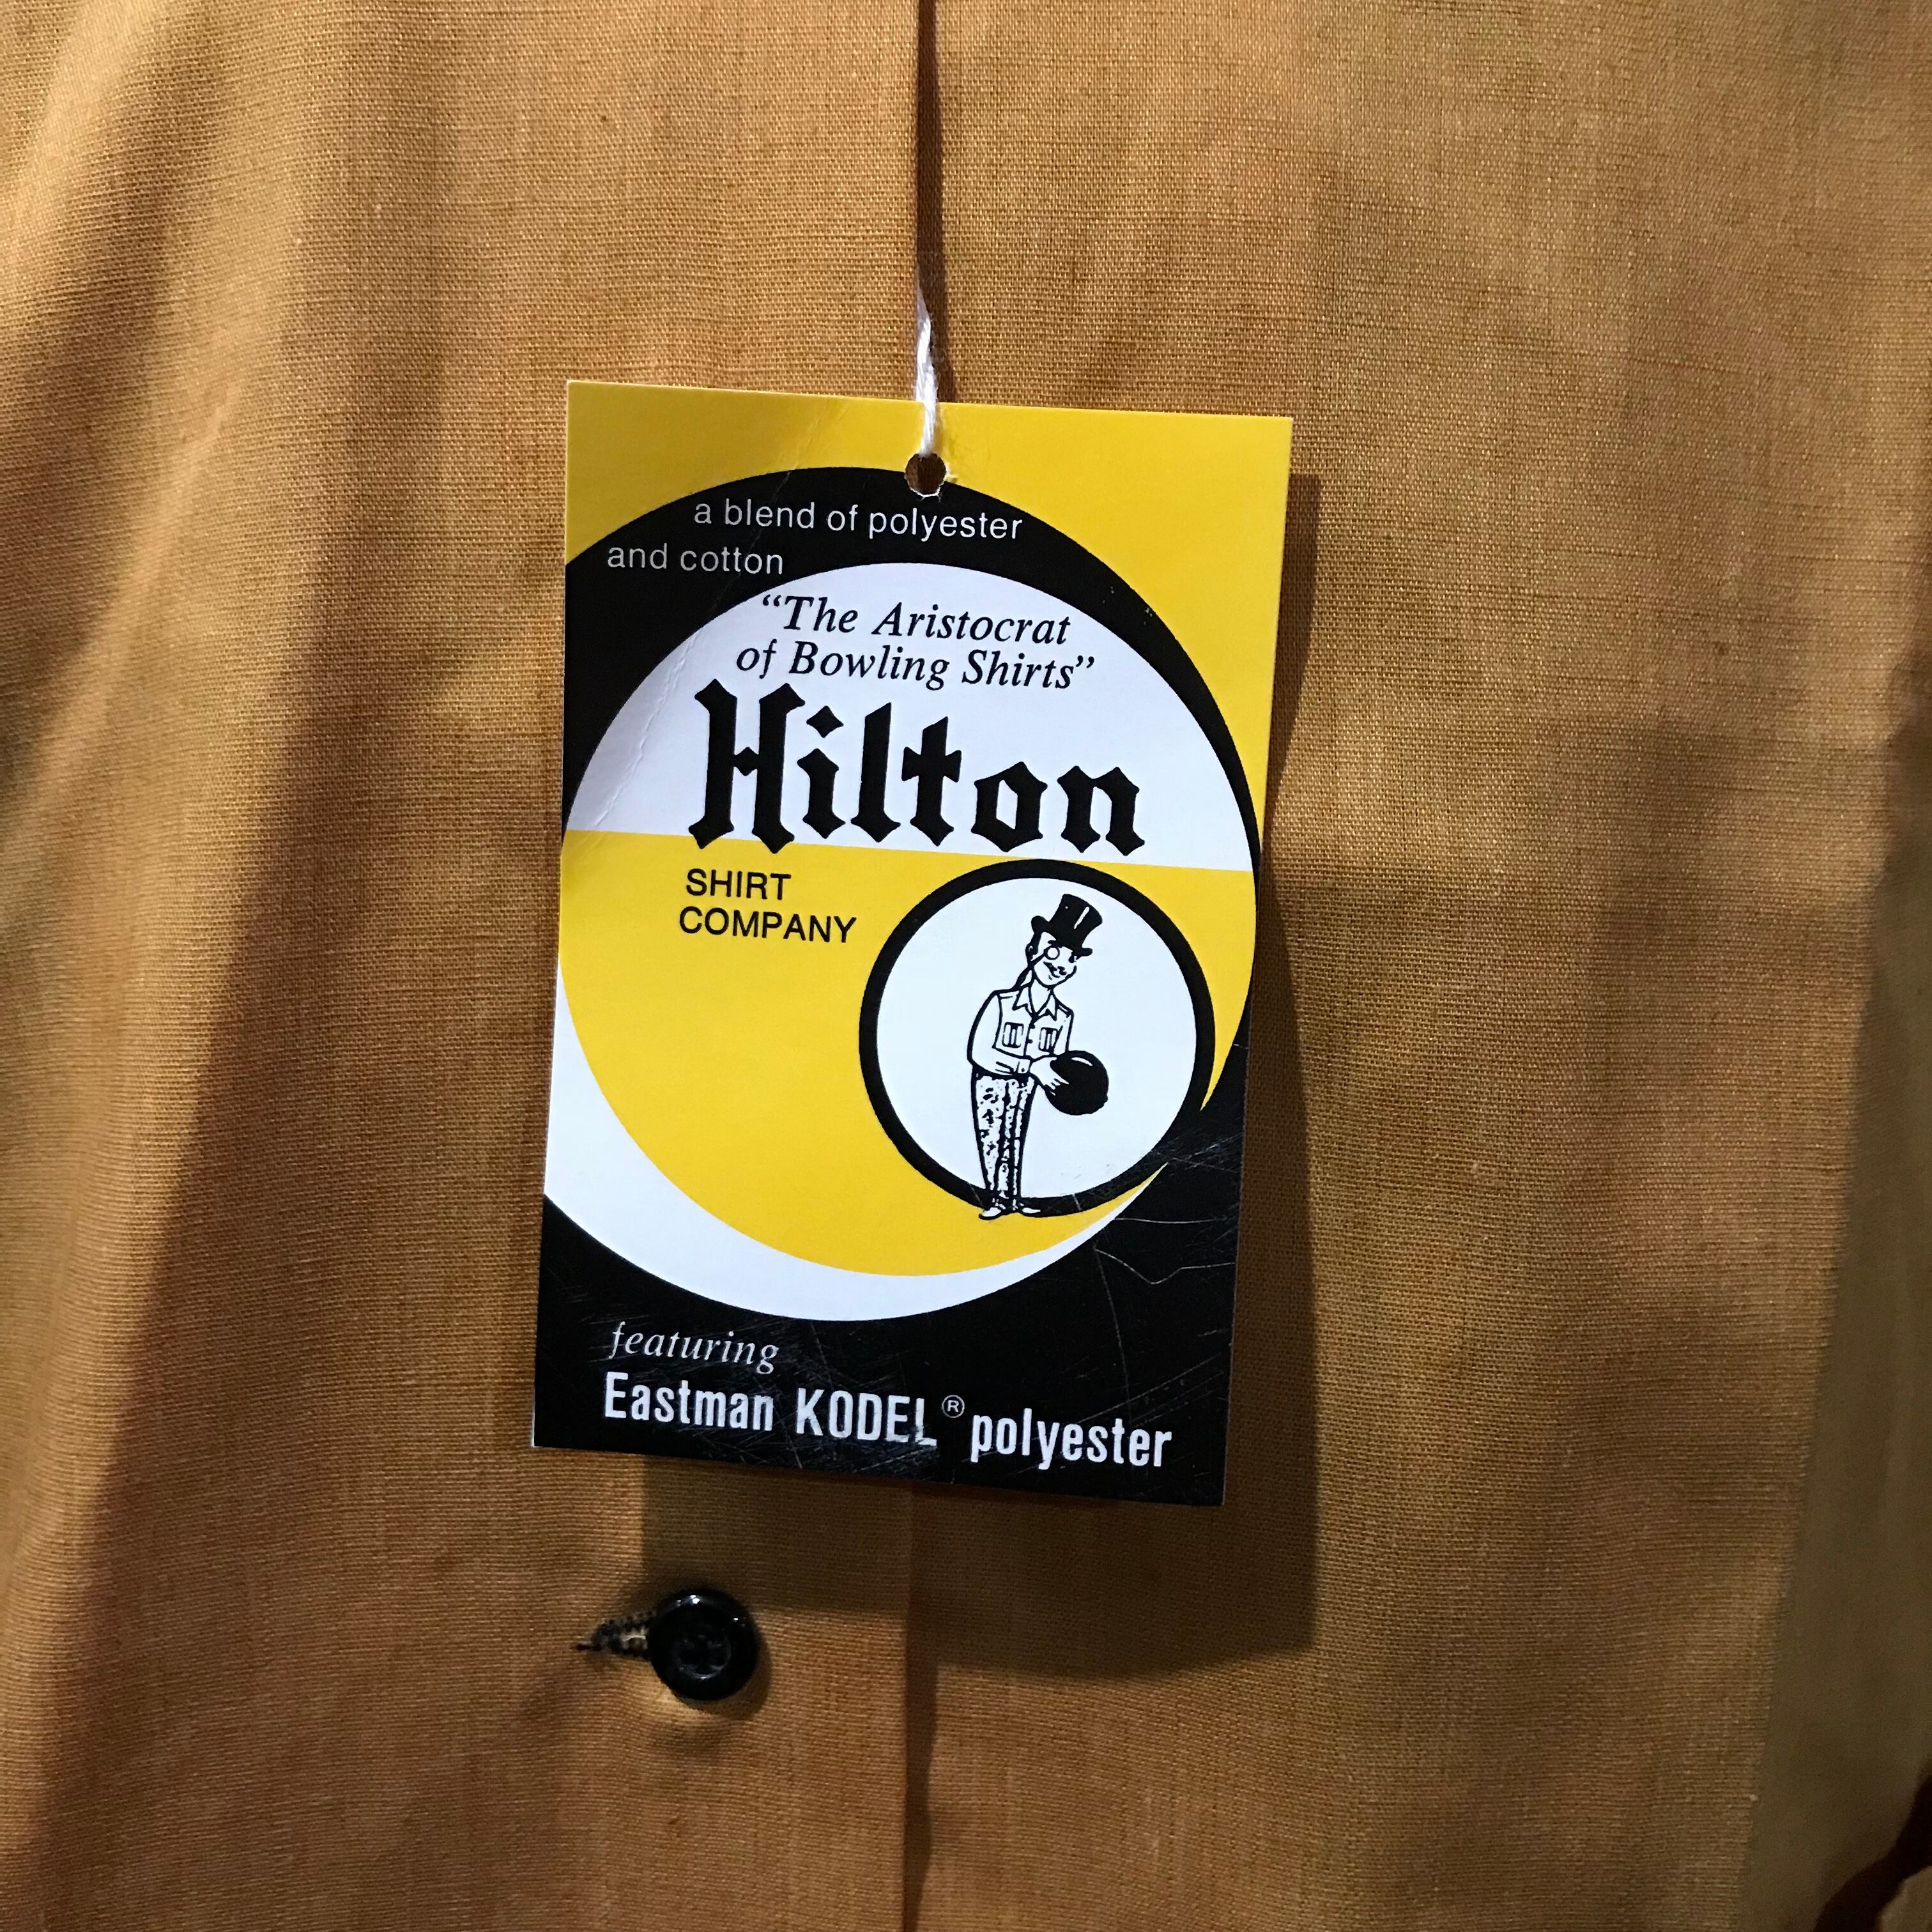 a blend of polyester
and cotton
“The Aristocrat
of Bowling Shirts”
Hilton
SHIRT
COMPANY
featuring
Eastman KODEL® polyester